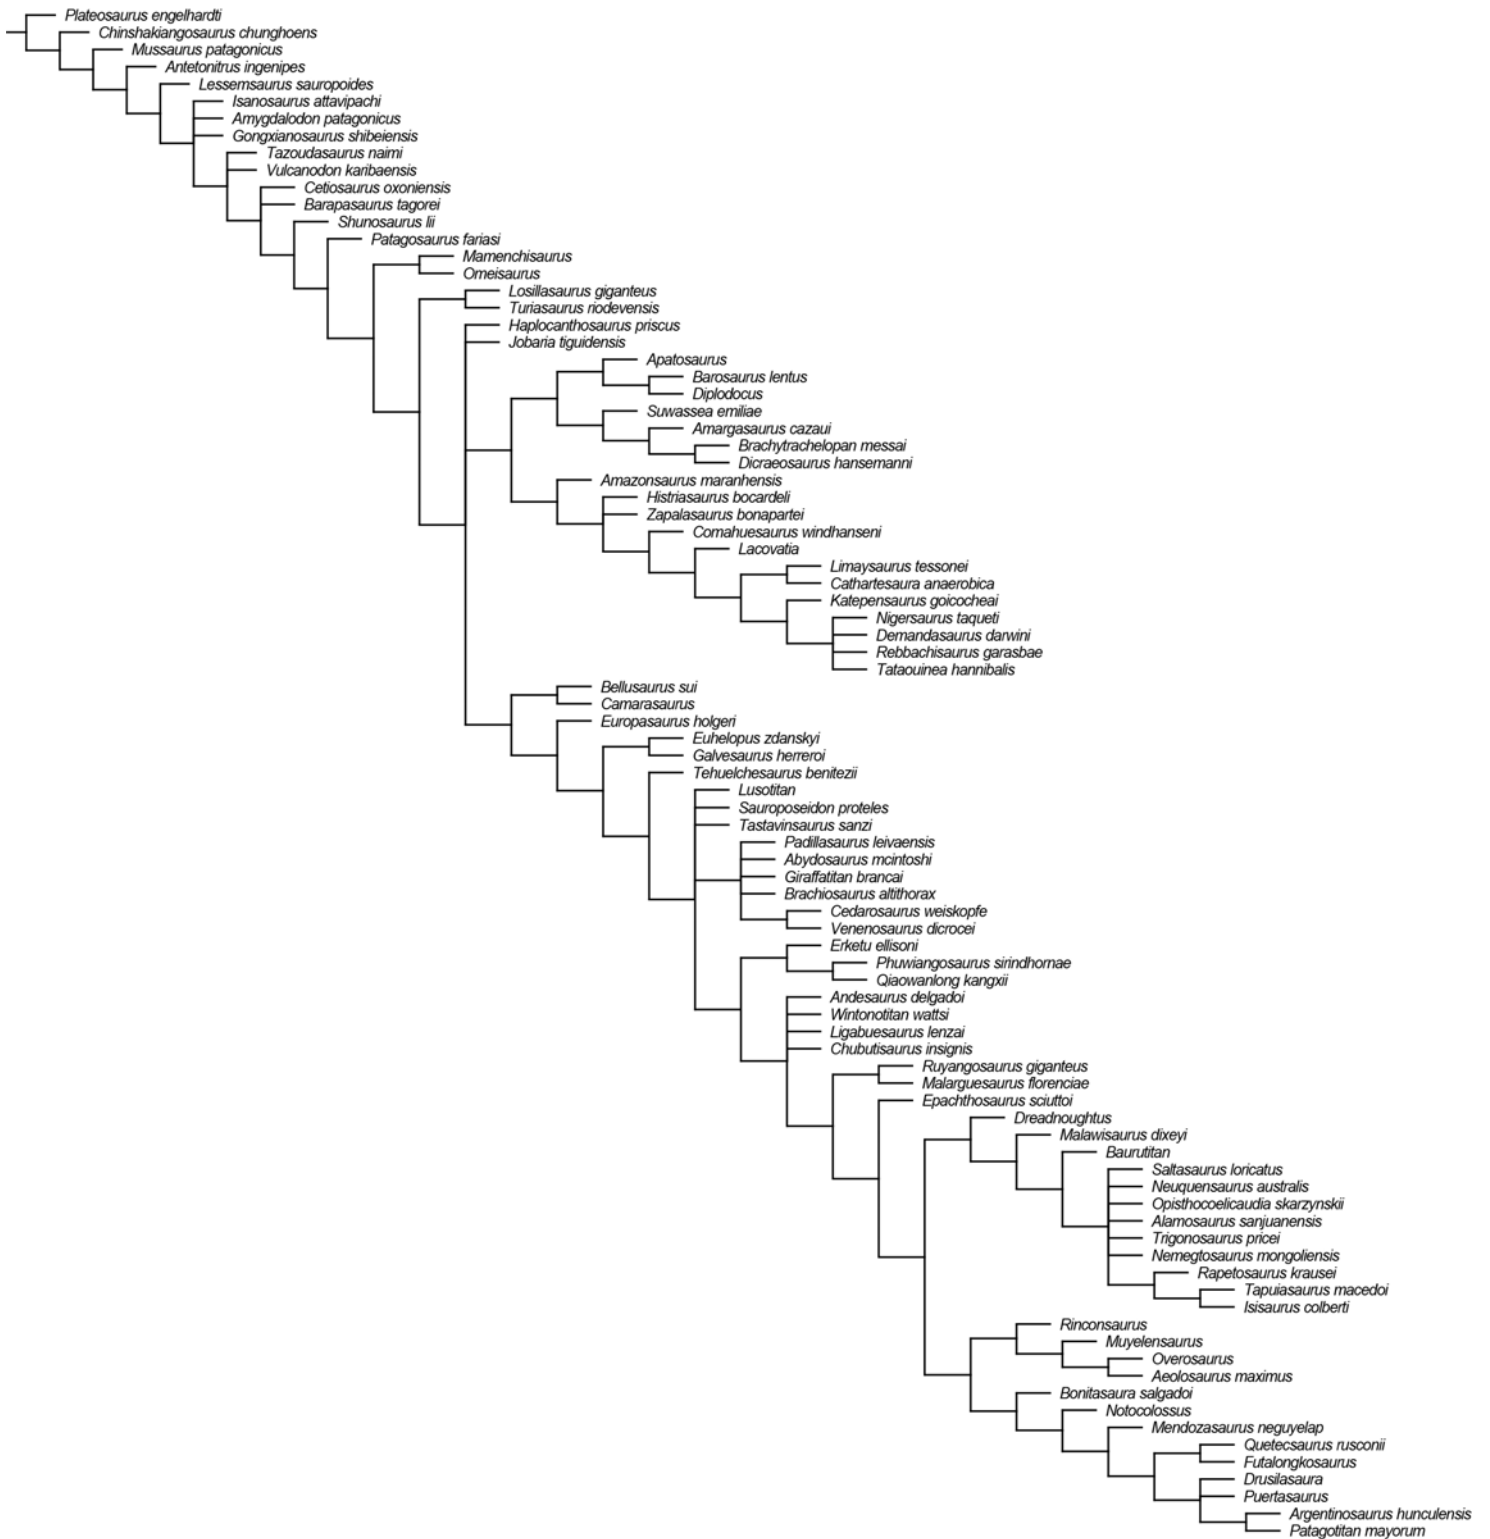 Plateosaurus engelhardti
Chinshakiangosaurus chunghoens
Mussaurus patagonicus
Antetonitrus ingenipes
Lessemsaurus sauropoides
Isanosaurus attavipachi
Amygdalodon patagonicus
Gongxianosaurus shibeiensis
Tazoudasaurus naimi
Vulcanodon karibaensis
Cetiosaurus oxoniensis
Barapasaurus tagorei
Shunosaurus lii
Patagosaurus fariasi
Mamenchisaurus
Omeisaurus
Losillasaurus giganteus
Turiasaurus riodevensis
Haplocanthosaurus priscus
Jobaria tiguidensis
Apatosaurus
Barosaurus lentus
Diplodocus
Suwassea emiliae
Amargasaurus cazaui
Brachytrachelopan messai
Dicraeosaurus hansemanni
Amazonsaurus maranhensis
Histriasaurus bocardeli
Zapalasaurus bonapartei
Comahuesaurus windhanseni
Lacovatia
Limaysaurus tessonei
Cathartesaura anaerobica
Katepensaurus goicocheai
Nigersaurus taqueti
Demandasaurus darwini
Rebbachisaurus garasbae
Tataouinea hannibalis
Bellusaurus sui
Camarasaurus
Europasaurus holgeri
Euhelopus zdanskyi
Galvesaurus herreroi
Tehuelchesaurus benitezii
Lusotitan
Sauroposeidon proteles
Tastavinsaurus sanzi
Padillasaurus leivaensis
Abydosaurus mcintoshi
Giraffatitan brancai
Brachiosaurus altithorax
Cedarosaurus weiskopfe
Venenosaurus dicrocei
Erketu ellisoni
Phuwiangosaurus sirindhornae
Qiaowanlong kangxii
Andesaurus delgadoi
Wintonotitan wattsi
Ligabuesaurus lenzai
Chubutisaurus insignis
Ruyangosaurus giganteus
Malarguesaurus florenciae
Epachthosaurus sciuttoi
Dreadnoughtus
Malawisaurus dixeyi
Baurutitan
Saltasaurus loricatus
Neuquensaurus australis
Opisthocoelicaudia skarzynskii
Alamosaurus sanjuanensis
Trigonosaurus pricei
Nemegtosaurus mongoliensis
Rapetosaurus krausei
Tapuiasaurus macedoi
Isisaurus colberti
Rinconsaurus
Muyelensaurus
Overosaurus
Aeolosaurus maximus
Bonitasaura salgadoi
Notocolossus
Mendozasaurus neguyelap
Quetecsaurus rusconii
Futalongkosaurus
Drusilasaura
Puertasaurus
Argentinosaurus hunculensis
Patagotitan mayorum